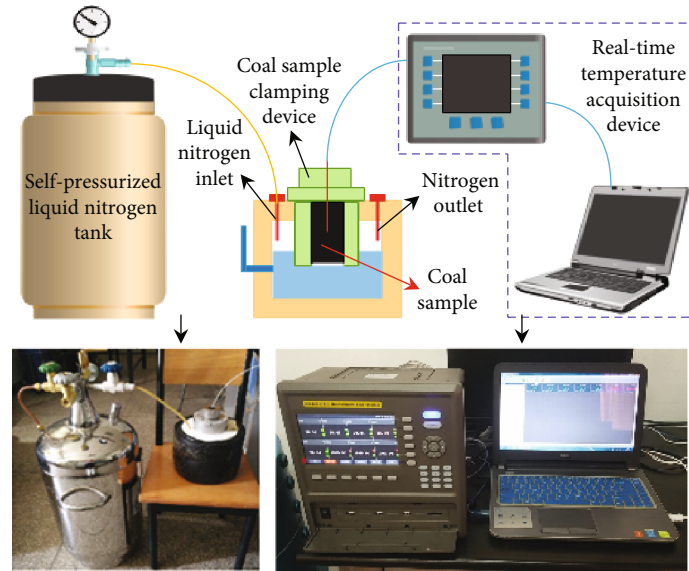 Coal sample
clamping
device
Real-time
temperature
acquisition
device
Liquid
nitrogen
inlet
Nitrogen
outlet
Self-pressurized
liquid nitrogen
tank
Coal
sample